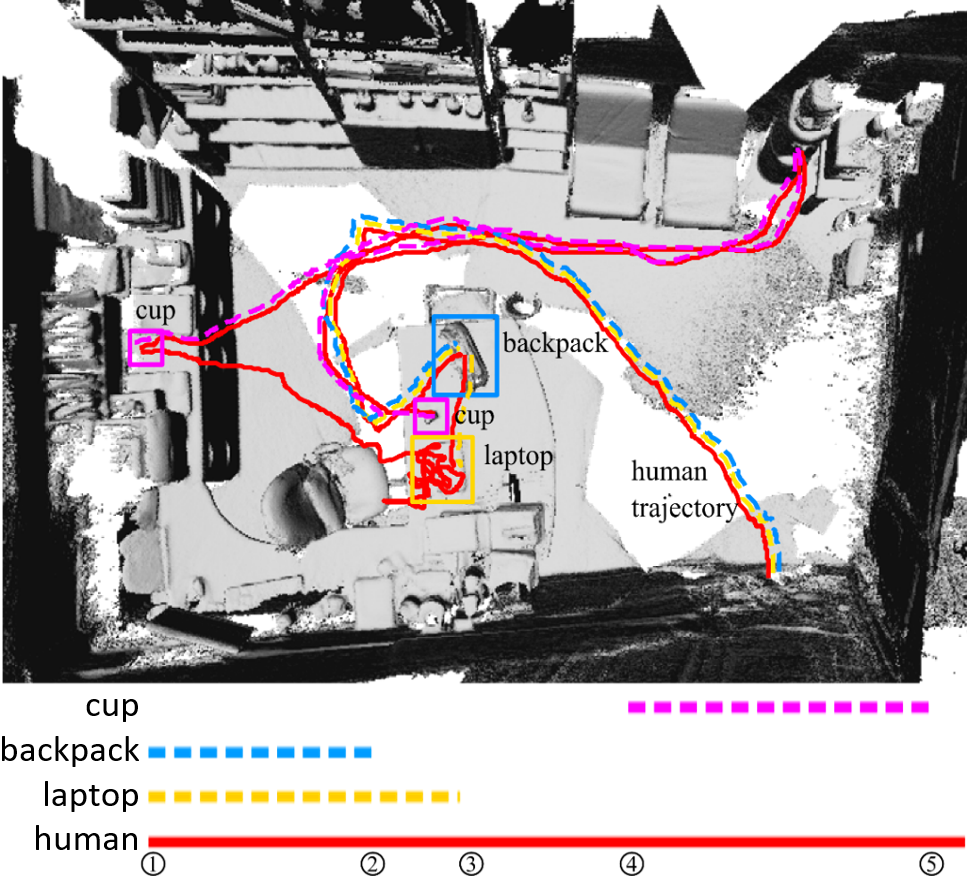 cup
backpack
cup
laptop
human
trajectory
cup
backpack
laptop
human
① ② ③ ④ ⑤